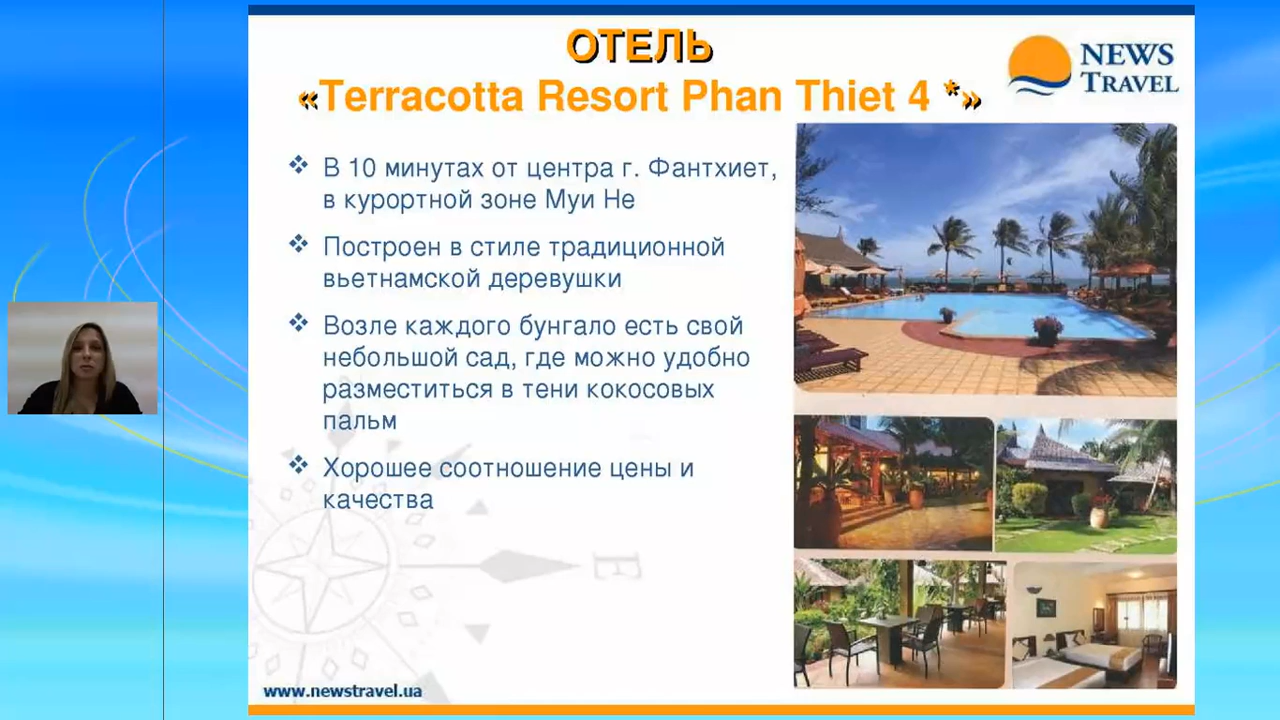 ОТЕЛЬ
«Terracotta Resort Phan Thiet 4 *»
NEWS
TRAVEL
В 10 минутах от центра г. Фантхиет,
в курортной зоне Муи Не
Построен в стиле традиционной
вьетнамской деревушки
Возле каждого бунгало есть свой
небольшой сад, где можно удобно
разместиться в тени кокосовых
пальм
Хорошее соотношение цены и
качества
E
www.newstravel.ua